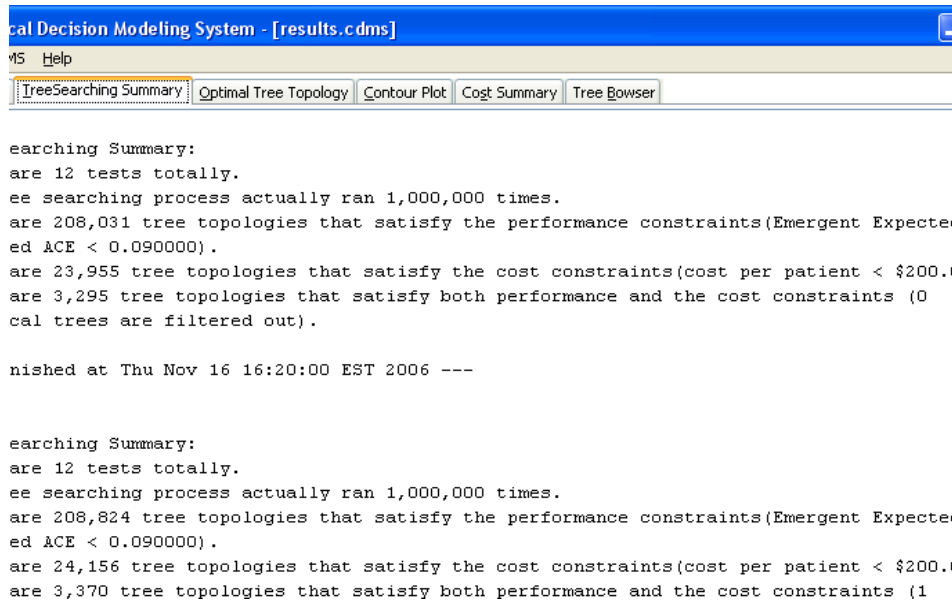 cal Decision Modeling System - [results.cdms]
MS Help
TreeSearching Summary Optimal Tree Topology Contour Plot Cost Summary Tree Bowser
earching Summary:
are 12 tests totally.
ee searching process actually ran 1,000,000 times.
are 208,031 tree topologies that satisfy the performance constraints(Emergent Expecte
ed ACE < 0.090000).
are 23,955 tree topologies that satisfy the cost constraints(cost per patient < $200.
are 3,295 tree topologies that satisfy both performance and the cost constraints (0
cal trees are filtered out).
nished at Thu Nov 16 16:20:00 EST 2006 ---
earching Summary:
are 12 tests totally.
ee searching process actually ran 1,000,000 times.
are 208,824 tree topologies that satisfy the performance constraints(Emergent Expecte
ed ACE < 0.090000).
are 24,156 tree topologies that satisfy the cost constraints(cost per patient < $200.
are 3,370 tree topologies that satisfy both performance and the cost constraints (1